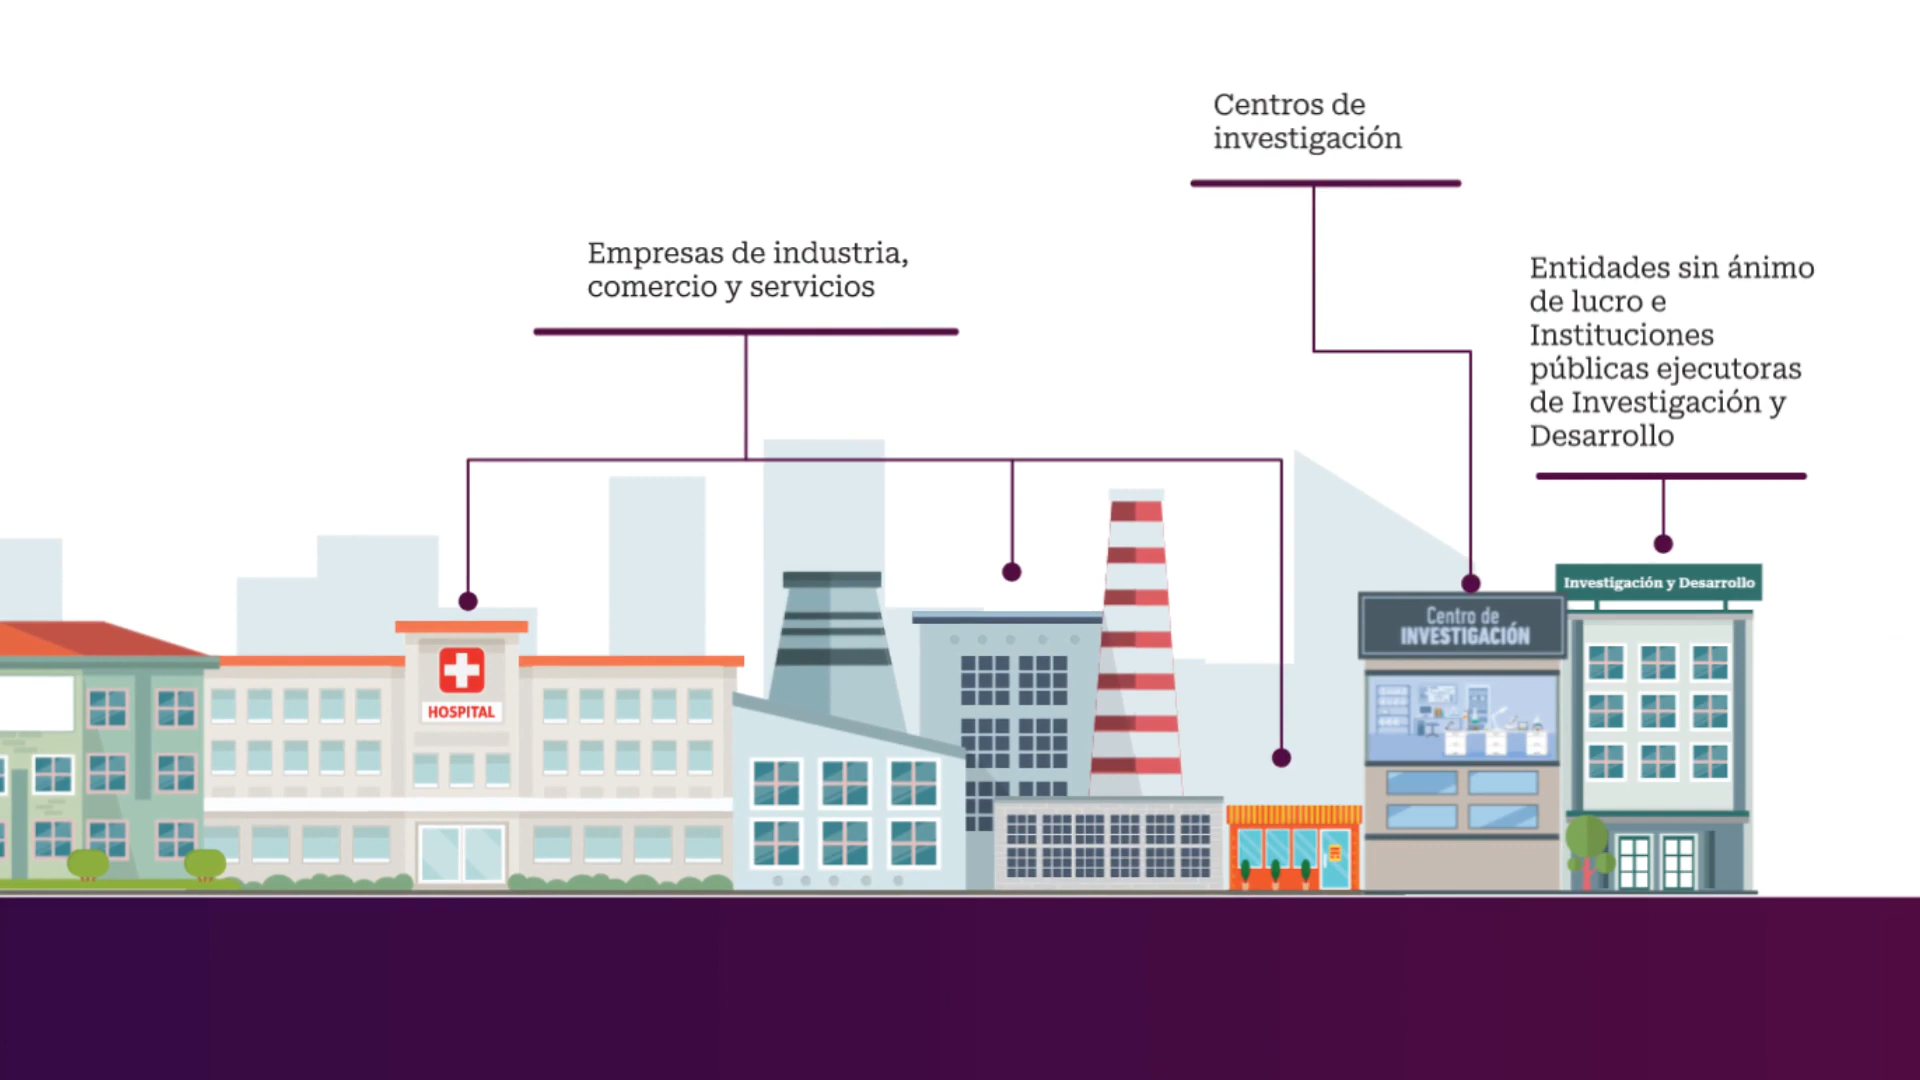 Centros de
investigación
Empresas de industria,
comercio y servicios
Entidades sin ánimo
de lucro e
Instituciones
públicas ejecutoras
de Investigación y
Desarrollo
HOSPITAL
Centro de
INVESTIGACIÓN
Investigación y Desarrollo